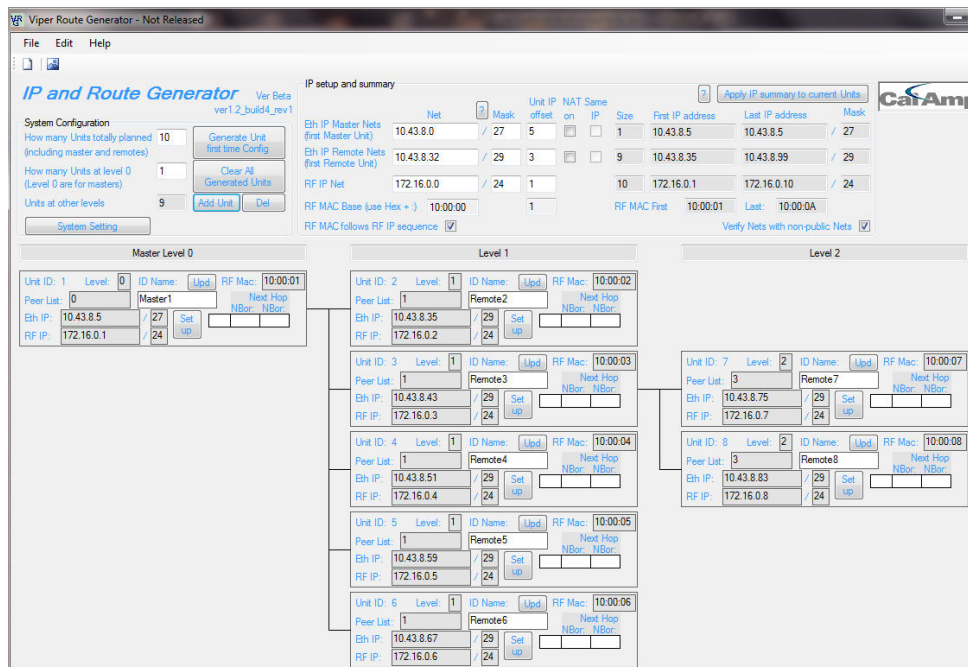 Viper Route Generator - Not Released
File Edit Help
IP and Route Generator Ver Beta
ver1.2_build4_rev1
System Configuration
How many Units totally planned (including master and remotes) 10
Generate Unit first time Config
How many Units at level 0 (Level 0 are for masters) 1
Clear All Generated Units
Units at other levels 9 Add Unit Del
System Setting
IP setup and summary
? Apply IP summary to current Units
CalAmp
Net ? Mask Unit IP offset NAT on Same IP Size First IP address Last IP address Mask
Eth IP Master Nets (first Master Unit) 10.43.8.0 / 27 5 1 10.43.8.5 10.43.8.5 / 27
Eth IP Remote Nets (first Remote Unit) 10.43.8.32 / 29 3 9 10.43.8.35 10.43.8.99 / 29
RF IP Net 172.16.0.0 / 24 1 10 172.16.0.1 172.16.0.10 / 24
RF MAC Base (use Hex + :) 10:00:00 1 RF MAC First 10:00:01 Last: 10:00:0A
RF MAC follows RF IP sequence Verify Nets with non-public Nets
Master Level 0
Unit ID: 1 Level: 0 ID Name: Upd RF Mac: 10:00:01
Peer List: 0 Master1 Next Hop
NBor: NBor:
Eth IP: 10.43.8.5 / 27 Set up
RF IP: 172.16.0.1 / 24
Level 1
Unit ID: 2 Level: 1 ID Name: Upd RF Mac: 10:00:02
Peer List: 1 Remote2 Next Hop
NBor: NBor:
Eth IP: 10.43.8.35 / 29 Set up
RF IP: 172.16.0.2 / 24
Unit ID: 3 Level: 1 ID Name: Upd RF Mac: 10:00:03
Peer List: 1 Remote3 Next Hop
NBor: NBor:
Eth IP: 10.43.8.43 / 29 Set up
RF IP: 172.16.0.3 / 24
Unit ID: 4 Level: 1 ID Name: Upd RF Mac: 10:00:04
Peer List: 1 Remote4 Next Hop
NBor: NBor:
Eth IP: 10.43.8.51 / 29 Set up
RF IP: 172.16.0.4 / 24
Unit ID: 5 Level: 1 ID Name: Upd RF Mac: 10:00:05
Peer List: 1 Remote5 Next Hop
NBor: NBor:
Eth IP: 10.43.8.59 / 29 Set up
RF IP: 172.16.0.5 / 24
Unit ID: 6 Level: 1 ID Name: Upd RF Mac: 10:00:06
Peer List: 1 Remote6 Next Hop
NBor: NBor:
Eth IP: 10.43.8.67 / 29 Set up
RF IP: 172.16.0.6 / 24
Level 2
Unit ID: 7 Level: 2 ID Name: Upd RF Mac: 10:00:07
Peer List: 3 Remote7 Next Hop
NBor: NBor:
Eth IP: 10.43.8.75 / 29 Set up
RF IP: 172.16.0.7 / 24
Unit ID: 8 Level: 2 ID Name: Upd RF Mac: 10:00:08
Peer List: 3 Remote8 Next Hop
NBor: NBor:
Eth IP: 10.43.8.83 / 29 Set up
RF IP: 172.16.0.8 / 24